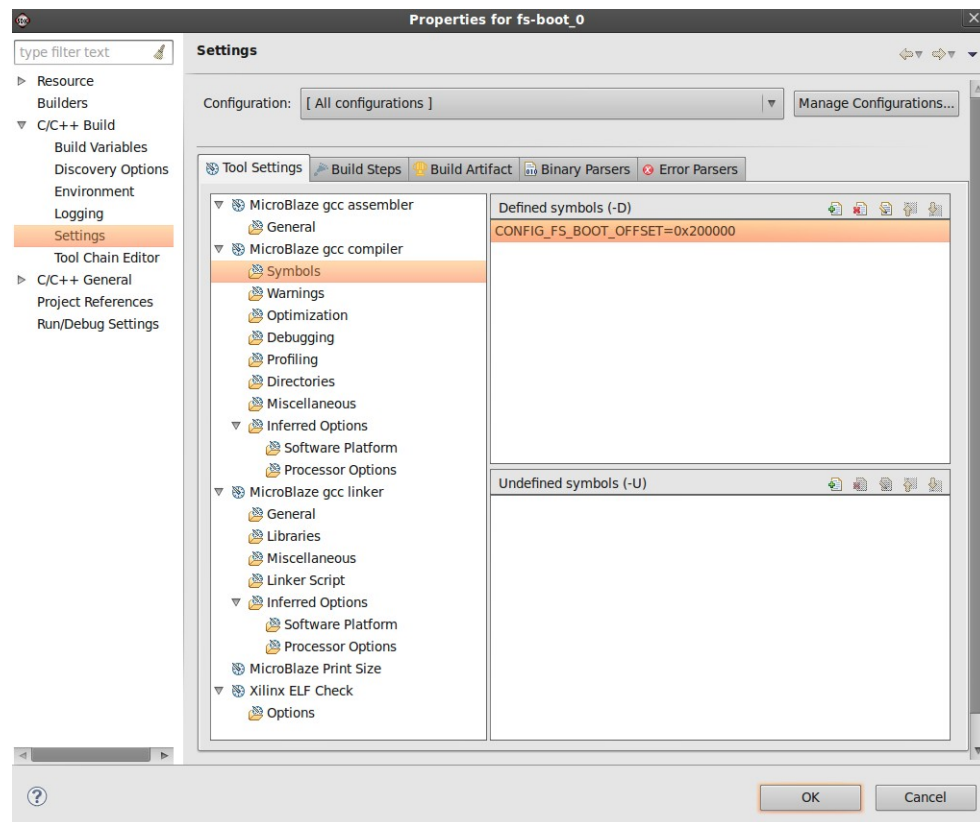 Properties for fs-boot_0
type filter text
Resource
Builders
C/C++ Build
Build Variables
Discovery Options
Environment
Logging
Settings
Tool Chain Editor
C/C++ General
Project References
Run/Debug Settings
Settings
Configuration: [ All configurations ] Manage Configurations...
Tool Settings Build Steps Build Artifact Binary Parsers Error Parsers
MicroBlaze gcc assembler
General
MicroBlaze gcc compiler
Symbols
Warnings
Optimization
Debugging
Profiling
Directories
Miscellaneous
Inferred Options
Software Platform
Processor Options
MicroBlaze gcc linker
General
Libraries
Miscellaneous
Linker Script
Inferred Options
Software Platform
Processor Options
MicroBlaze Print Size
Xilinx ELF Check
Options
Defined symbols (-D)
CONFIG_FS_BOOT_OFFSET=0x200000
Undefined symbols (-U)
OK Cancel